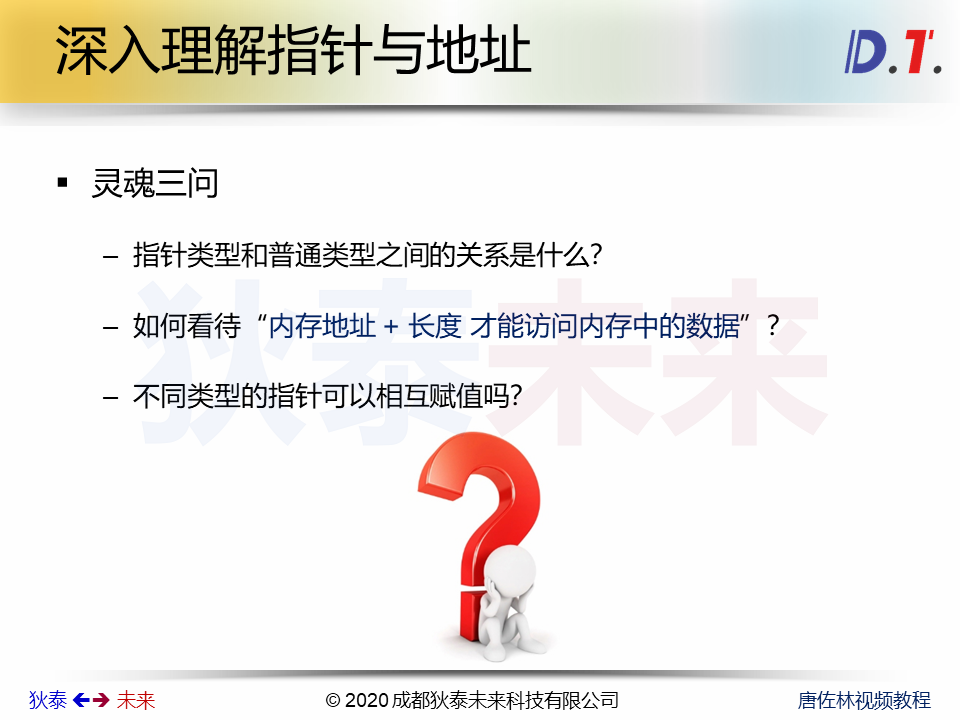 深入理解指针与地址
D.T.
▪ 灵魂三问
– 指针类型和普通类型之间的关系是什么?
– 如何看待“内存地址 + 长度 才能访问内存中的数据”?
– 不同类型的指针可以相互赋值吗?
狄泰未来
狄泰 未来
© 2020 成都狄泰未来科技有限公司
唐佐林视频教程